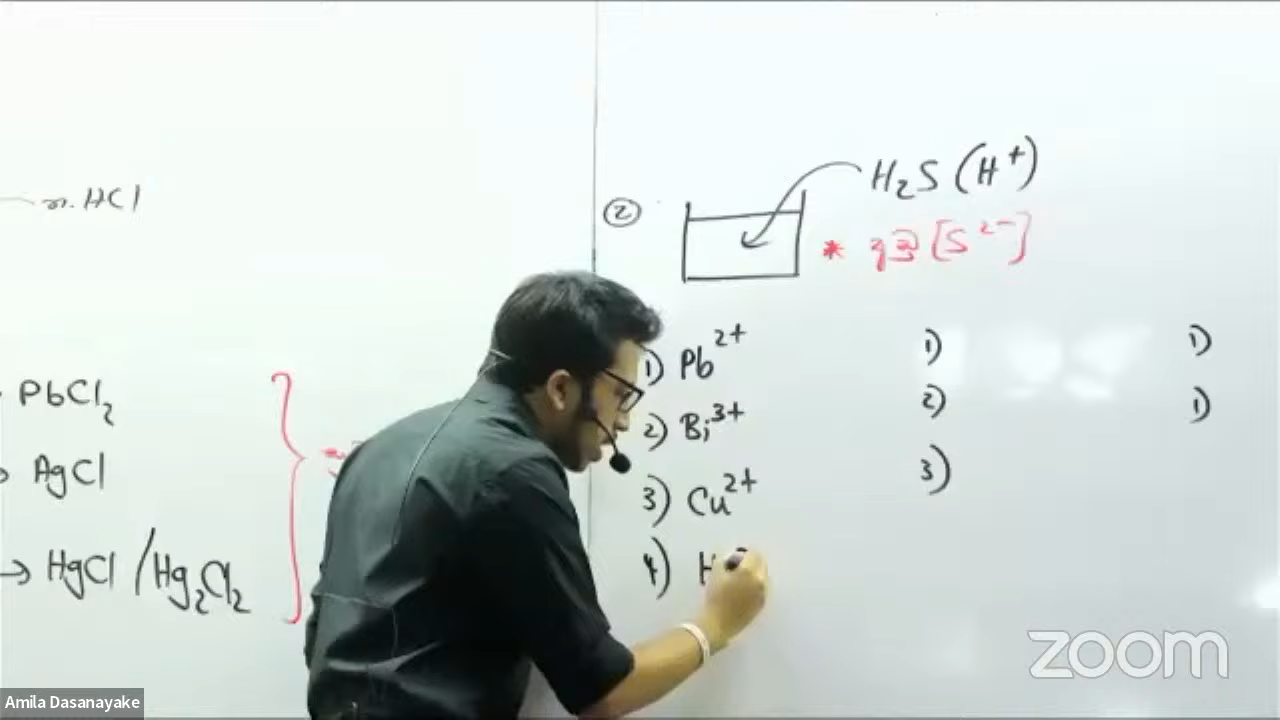 HCl
PbCl₂
AgCl
→ HgCl / Hg₂Cl₂
② H₂S (H⁺)
* [S²⁻]
1) Pb²⁺
2) Bi³⁺
3) Cu²⁺
4) H
1)
2)
3)
1)
1)
zoom
Amila Dasanayake